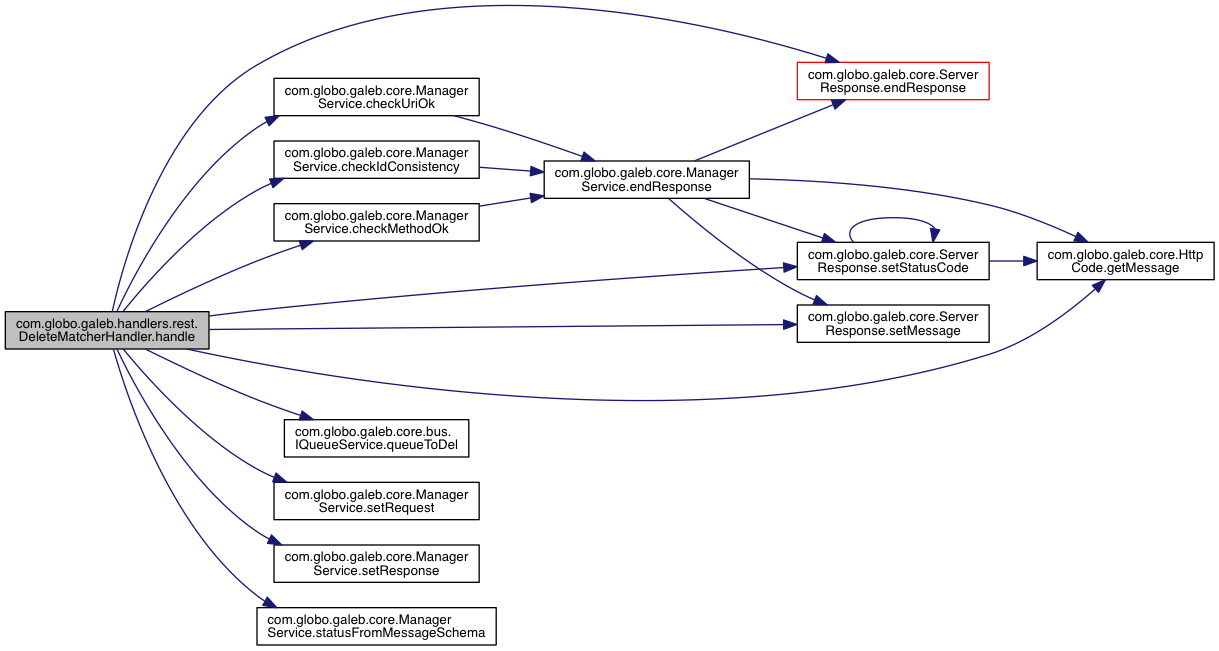 com.globo.galeb.core.Server
Response.endResponse
com.globo.galeb.core.Manager
Service.checkUriOk
com.globo.galeb.core.Manager
Service.checkIdConsistency
com.globo.galeb.core.Manager
Service.endResponse
com.globo.galeb.core.Manager
Service.checkMethodOk
com.globo.galeb.core.Server
Response.setStatusCode
com.globo.galeb.core.Http
Code.getMessage
com.globo.galeb.core.Server
Response.setMessage
com.globo.galeb.handlers.rest.
DeleteMatcherHandler.handle
com.globo.galeb.core.bus.
IQueueService.queueToDel
com.globo.galeb.core.Manager
Service.setRequest
com.globo.galeb.core.Manager
Service.setResponse
com.globo.galeb.core.Manager
Service.statusFromMessageSchema